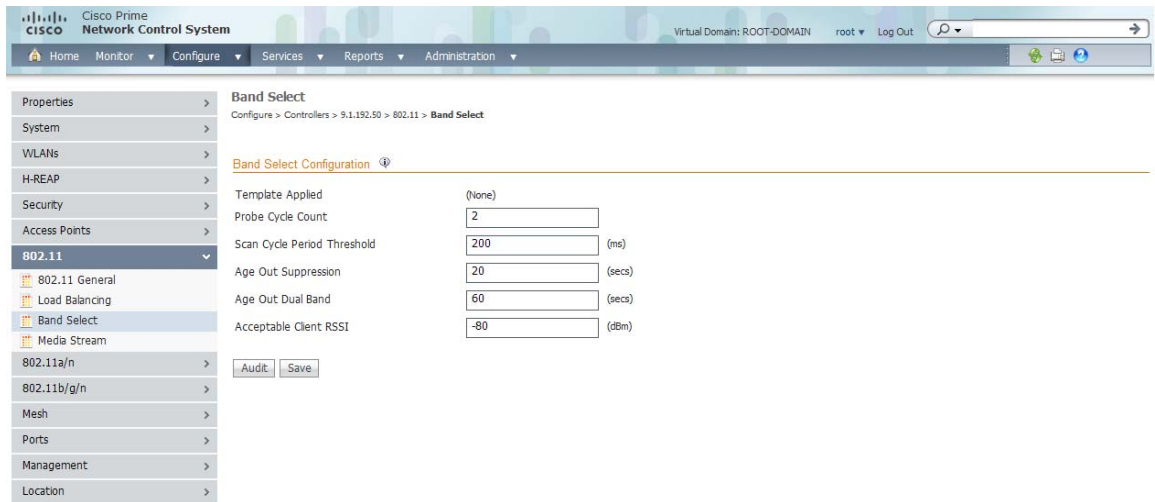 Cisco Prime
CISCO Network Control System
Virtual Domain: ROOT-DOMAIN root Log Out
Home Monitor Configure Services Reports Administration
Properties
System
WLANs
H-REAP
Security
Access Points
802.11
802.11 General
Load Balancing
Band Select
Media Stream
802.11a/n
802.11b/g/n
Mesh
Ports
Management
Location
Band Select
Configure > Controllers > 9.1.192.50 > 802.11 > Band Select
Band Select Configuration
Template Applied (None)
Probe Cycle Count 2
Scan Cycle Period Threshold 200 (ms)
Age Out Suppression 20 (secs)
Age Out Dual Band 60 (secs)
Acceptable Client RSSI -80 (dBm)
Audit Save